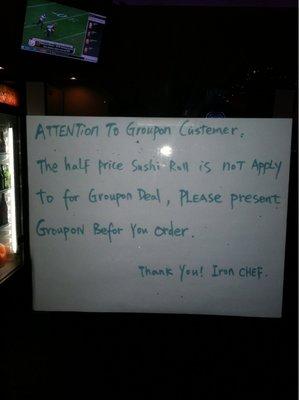 ATTENTION To GROUPON Custemer.
The half price Sushi Roll is noT APPLy
To for GROUPON DEAL, PLEASE present
GROUPON Befor You ORder.
Thank You! Iron CHEF.